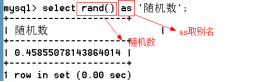 mysql> select rand() as '随机数';
| 随机数 |
as取别名
随机数
| 0.45855078143864014 |
1 row in set (0.00 sec)